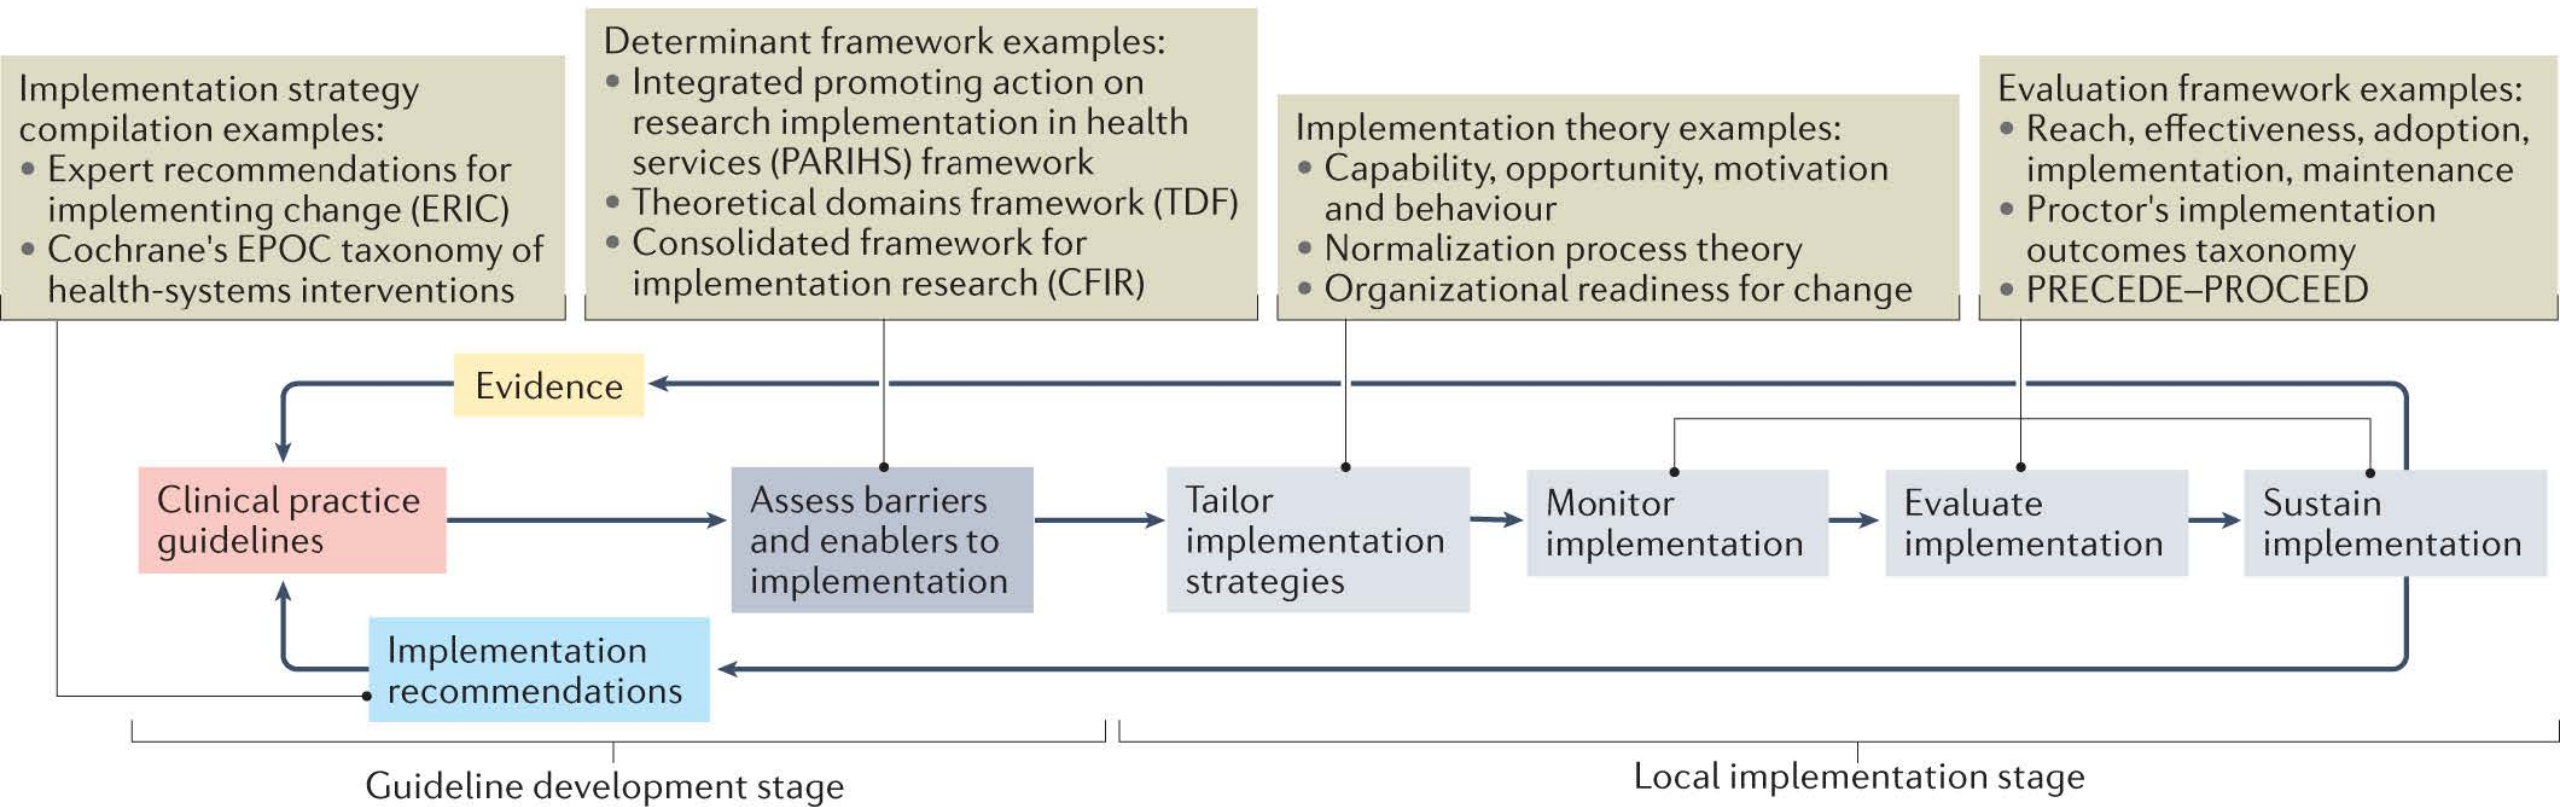 Implementation strategy
compilation examples:
• Expert recommendations for
implementing change (ERIC)
• Cochrane's EPOC taxonomy of
health-systems interventions
Determinant framework examples:
• Integrated promoting action on
research implementation in health
services (PARIHS) framework
• Theoretical domains framework (TDF)
• Consolidated framework for
implementation research (CFIR)
Implementation theory examples:
• Capability, opportunity, motivation
and behaviour
• Normalization process theory
• Organizational readiness for change
Evaluation framework examples:
• Reach, effectiveness, adoption,
implementation, maintenance
• Proctor's implementation
outcomes taxonomy
• PRECEDE–PROCEED
Evidence
Clinical practice
guidelines
Assess barriers
and enablers to
implementation
Tailor
implementation
strategies
Monitor
implementation
Evaluate
implementation
Sustain
implementation
Implementation
recommendations
Guideline development stage
Local implementation stage